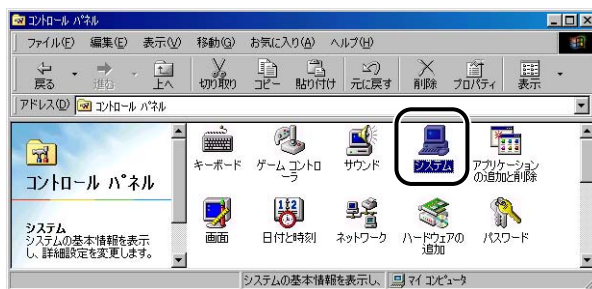 コントロール パネル
ファイル(F) 編集(E) 表示(V) 移動(G) お気に入り(A) ヘルプ(H)
戻る 進む 上へ 切り取り コピー 貼り付け 元に戻す 削除 プロパティ 表示
アドレス(D) コントロール パネル
コントロール パネル
システム
システムの基本情報を表示
し、詳細設定を変更します。
キーボード
ゲーム コントロ
ーラ
サウンド
システム
アプリケーション
の追加と削除
画面
日付と時刻
ネットワーク
ハードウェアの
追加
パスワード
システムの基本情報を表示し、 マイ コンピュータ